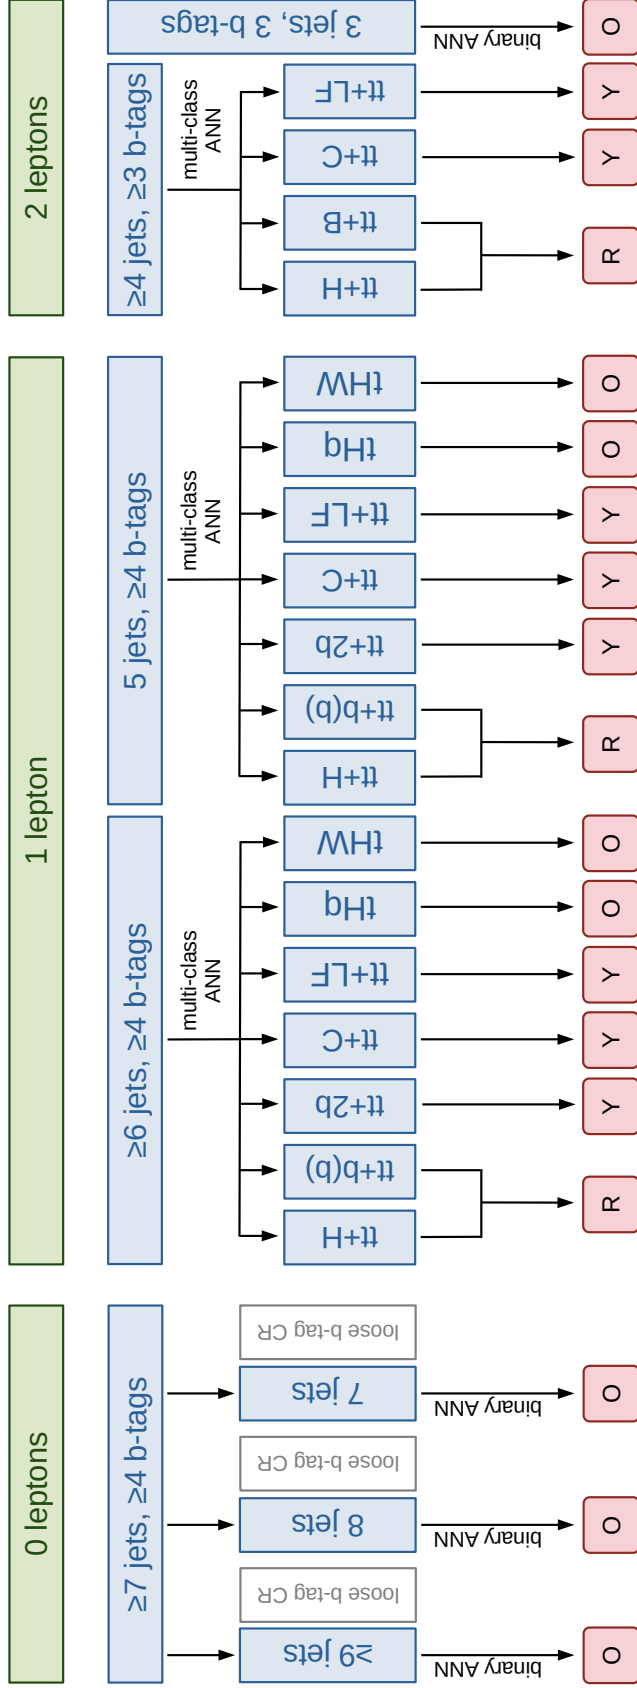 0 leptons
1 lepton
2 leptons
≥7 jets, ≥4 b-tags
≥6 jets, ≥4 b-tags
5 jets, ≥4 b-tags
≥4 jets, ≥3 b-tags
3 jets, 3 b-tags
multi-class
ANN
multi-class
ANN
multi-class
ANN
≥9 jets
loose b-tag CR
8 jets
loose b-tag CR
7 jets
loose b-tag CR
tt+H
tt+b(b)
tt+2b
tt+C
tt+LF
tHq
tHW
tt+H
tt+b(b)
tt+2b
tt+C
tt+LF
tHq
tHW
tt+H
tt+B
tt+C
tt+LF
binary ANN
binary ANN
binary ANN
binary ANN
O
O
O
R
Y
Y
Y
O
O
R
Y
Y
Y
O
O
R
Y
Y
O